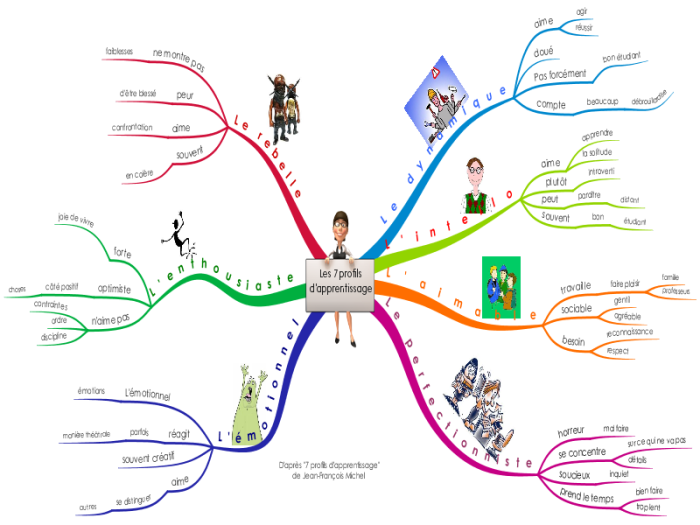 Les 7 profils
d'apprentissage
Le dynamique
aime
agir
réussir
doué
Pas forcément
bon étudiant
compte
beaucoup
débrouillardise
L'intello
aime
apprendre
la solitude
plutôt
introverti
peut
paraître
distant
souvent
bon
étudiant
L'aimable
travaille
faire plaisir
famille
professeurs
sociable
gentil
agréable
besoin
reconnaissance
respect
Le perfectionniste
horreur
mal faire
se concentre
sur ce qui ne va pas
détails
soucieux
inquiet
prend le temps
bien faire
trop lent
L'émotionnel
L'émotionnel
émotions
réagit
parfois
manière théâtrale
souvent créatif
aime
se distinguer
autres
L'enthousiaste
forte
joie de vivre
optimiste
côté positif
choses
n'aime pas
contraintes
ordre
discipline
Le rebelle
ne montre pas
faiblesses
peur
d'être blessé
aime
confrontation
souvent
en colère
D'après "7 profils d'apprentissage"
de Jean-François Michel